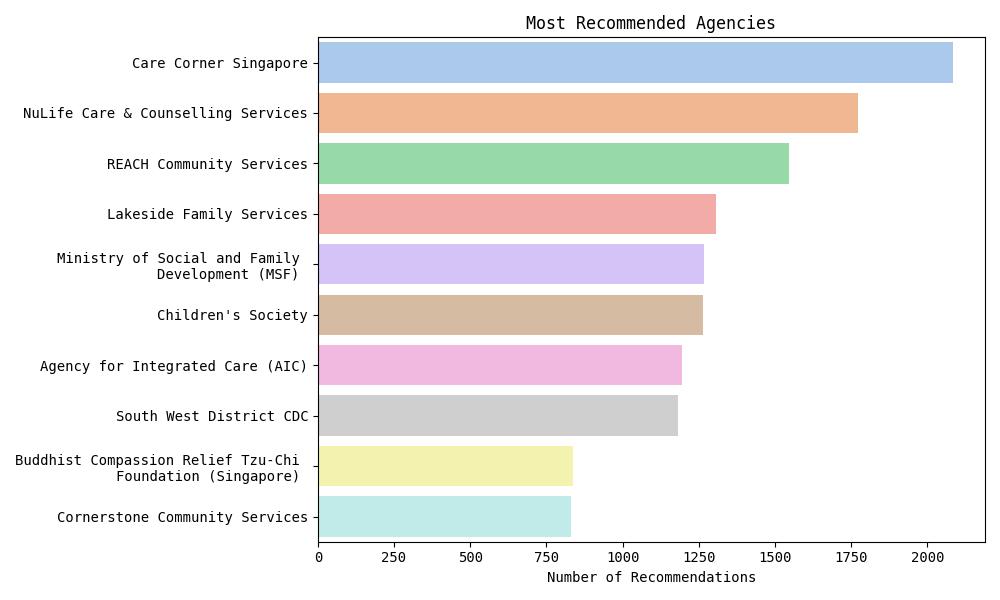 Most Recommended Agencies
Care Corner Singapore
NuLife Care & Counselling Services
REACH Community Services
Lakeside Family Services
Ministry of Social and Family
Development (MSF)
Children's Society
Agency for Integrated Care (AIC)
South West District CDC
Buddhist Compassion Relief Tzu-Chi
Foundation (Singapore)
Cornerstone Community Services
0 250 500 750 1000 1250 1500 1750 2000
Number of Recommendations